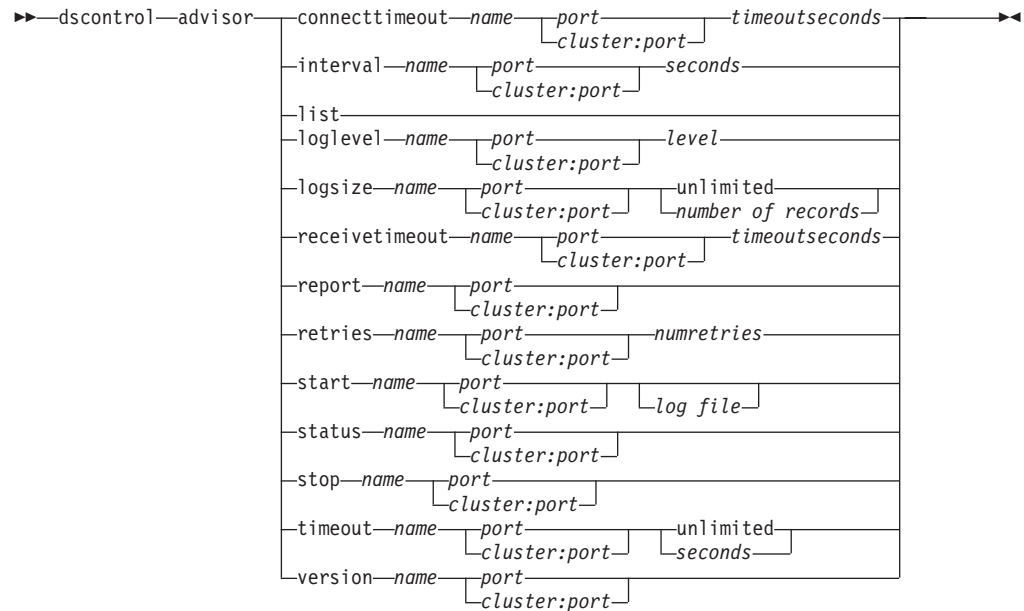 dscontrol advisor connecttimeout name port timeoutseconds
cluster:port
interval name port seconds
cluster:port
list
loglevel name port level
cluster:port
logsize name port unlimited
cluster:port number of records
receivetimeout name port timeoutseconds
cluster:port
report name port
cluster:port
retries name port numretries
cluster:port
start name port
cluster:port log file
status name port
cluster:port
stop name port
cluster:port
timeout name port unlimited
cluster:port seconds
version name port
cluster:port